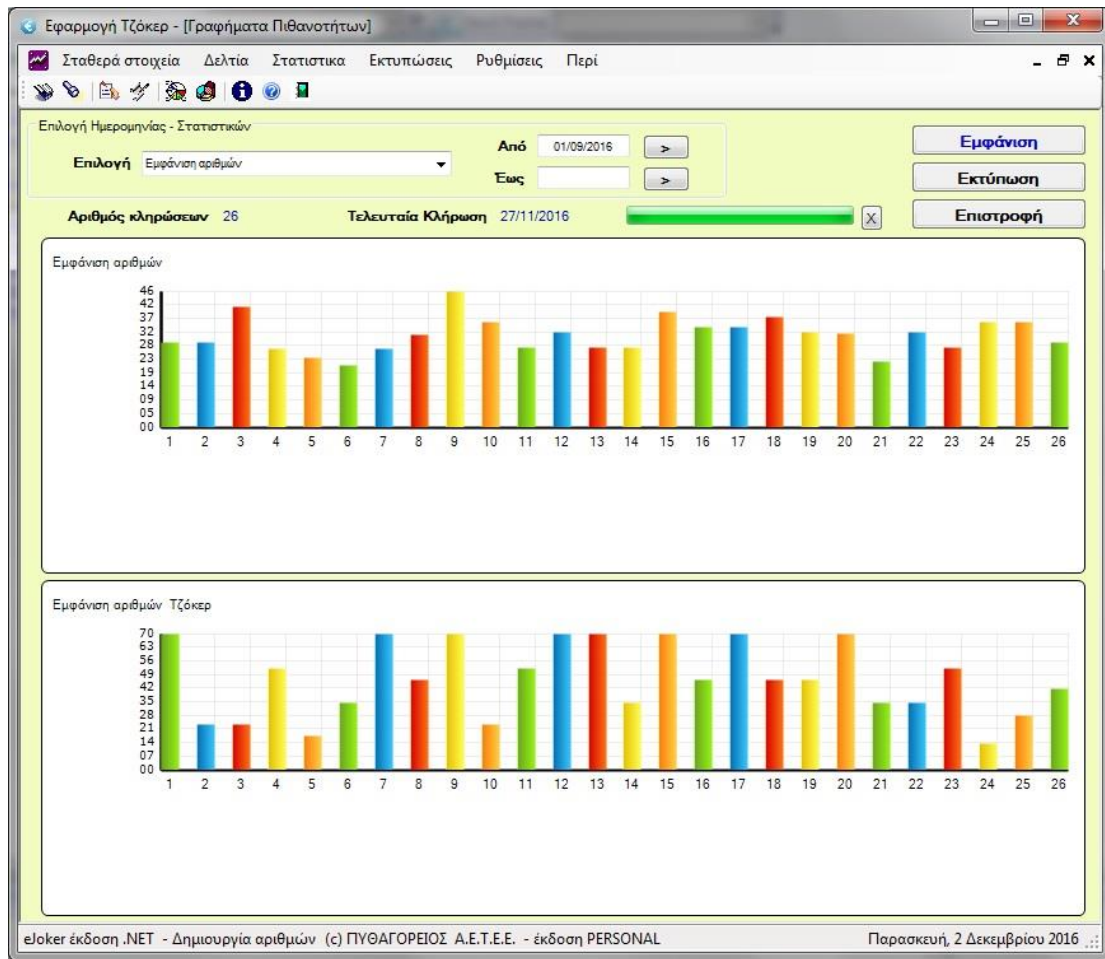 Εφαρμογή Τζόκερ - [Γραφήματα Πιθανοτήτων]
Σταθερά στοιχεία Δελτία Στατιστικα Εκτυπώσεις Ρυθμίσεις Περί
Επιλογή Ημερομηνίας - Στατιστικών
Επιλογή Εμφάνιση αριθμών
Από 01/09/2016 >
Έως >
Εμφάνιση
Εκτύπωση
Επιστροφή
Αριθμός κληρώσεων 26 Τελευταία Κλήρωση 27/11/2016 X
Εμφάνιση αριθμών
46
42
37
32
28
23
19
14
09
05
00
1 2 3 4 5 6 7 8 9 10 11 12 13 14 15 16 17 18 19 20 21 22 23 24 25 26
Εμφάνιση αριθμών Τζόκερ
70
63
56
49
42
35
28
21
14
07
00
1 2 3 4 5 6 7 8 9 10 11 12 13 14 15 16 17 18 19 20 21 22 23 24 25 26
eJoker έκδοση .NET - Δημιουργία αριθμών (c) ΠΥΘΑΓΟΡΕΙΟΣ Α.Ε.Τ.Ε.Ε. - έκδοση PERSONAL Παρασκευή, 2 Δεκεμβρίου 2016